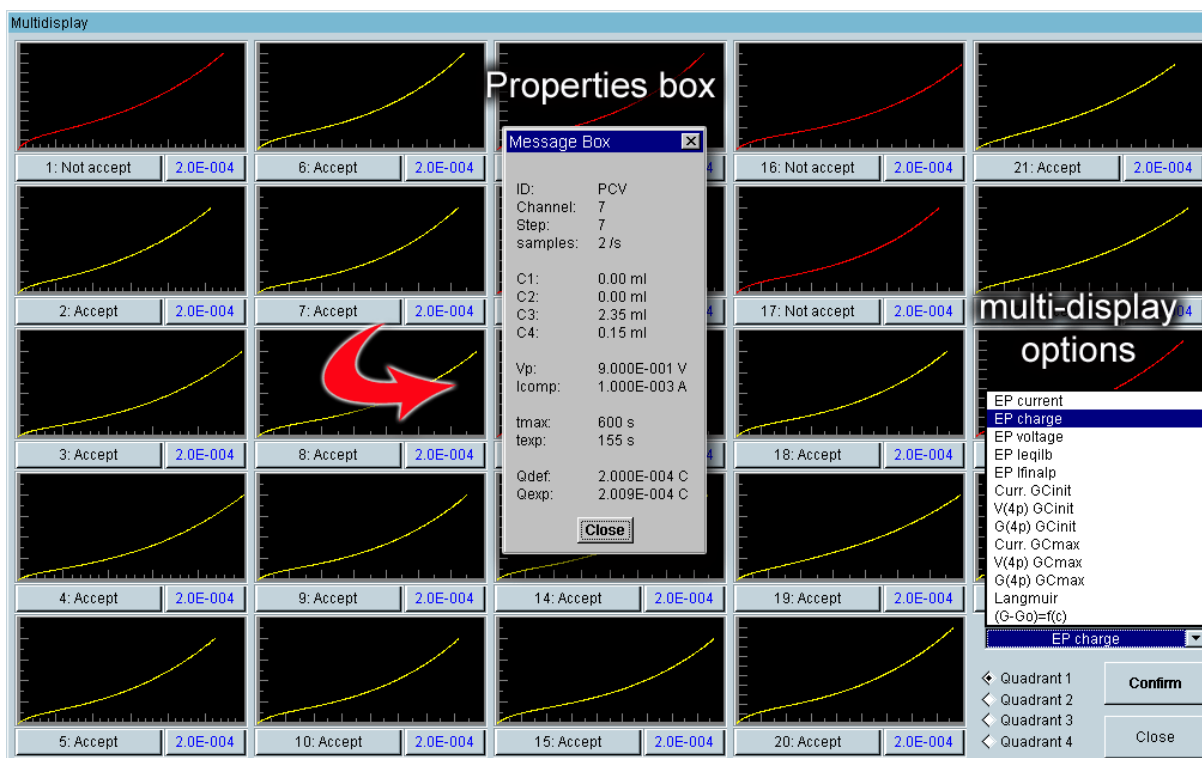 Multidisplay
1: Not accept 2.0E-004 6: Accept 2.0E-004 4 16: Not accept 2.0E-004 21: Accept 2.0E-004
2: Accept 2.0E-004 7: Accept 2.0E-004 4 17: Not accept 2.0E-004 04
3: Accept 2.0E-004 8: Accept 2.0E-004 4 18: Accept 2.0E-004
4: Accept 2.0E-004 9: Accept 2.0E-004 14: Accept 2.0E-004 19: Accept 2.0E-004
5: Accept 2.0E-004 10: Accept 2.0E-004 15: Accept 2.0E-004 20: Accept 2.0E-004
Properties box
Message Box
ID: PCV
Channel: 7
Step: 7
samples: 2 /s
C1: 0.00 ml
C2: 0.00 ml
C3: 2.35 ml
C4: 0.15 ml
Vp: 9.000E-001 V
Icomp: 1.000E-003 A
tmax: 600 s
texp: 155 s
Qdef: 2.000E-004 C
Qexp: 2.009E-004 C
Close
multi-display
options
EP current
EP charge
EP voltage
EP Ieqilb
EP Ifinalp
Curr. GCinit
V(4p) GCinit
G(4p) GCinit
Curr. GCmax
V(4p) GCmax
G(4p) GCmax
Langmuir
(G-Go)=f(c)
EP charge
Quadrant 1
Quadrant 2
Quadrant 3
Quadrant 4
Confirm
Close